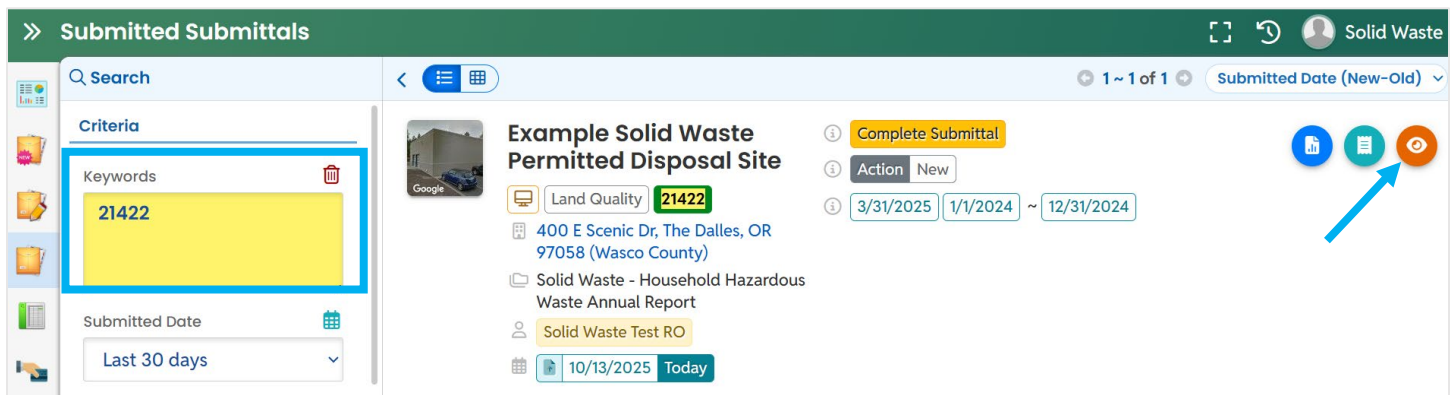 Submitted Submittals
Solid Waste
Search
1 ~ 1 of 1
Submitted Date (New-Old)
Criteria
Keywords
21422
Submitted Date
Last 30 days
Google
Example Solid Waste
Permitted Disposal Site
Land Quality 21422
400 E Scenic Dr, The Dalles, OR
97058 (Wasco County)
Solid Waste - Household Hazardous
Waste Annual Report
Solid Waste Test RO
10/13/2025 Today
Complete Submittal
Action New
3/31/2025 1/1/2024 ~ 12/31/2024
NEW